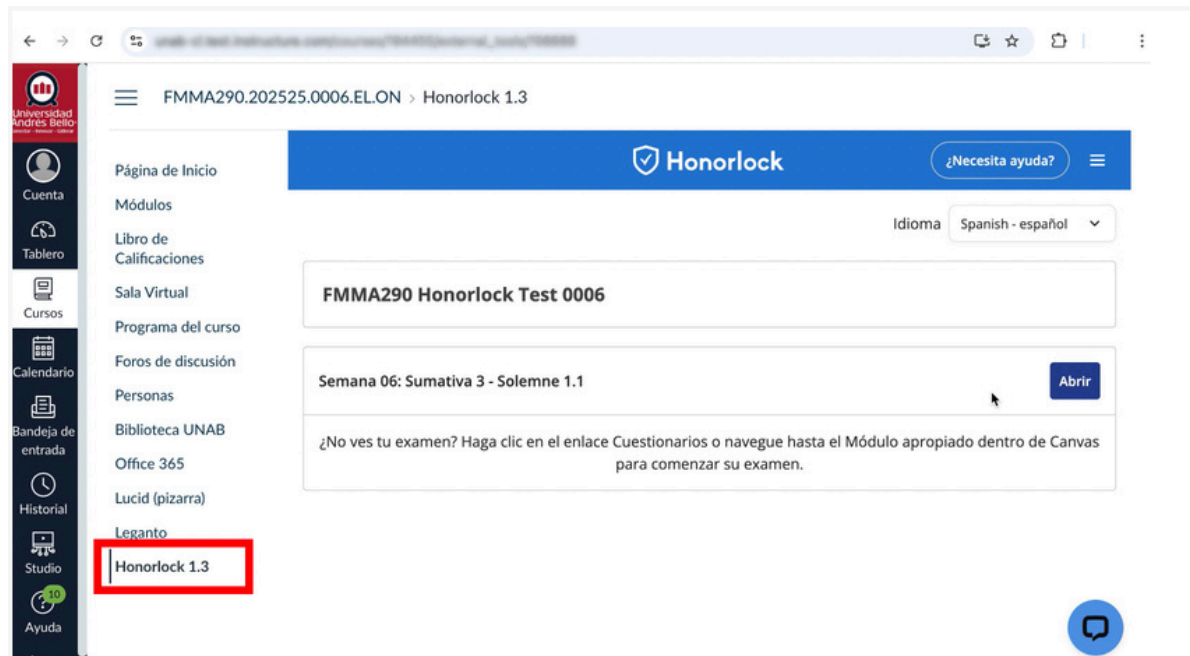 Universidad
Andrés Bello
FMMA290.202525.0006.EL.ON > Honorlock 1.3
Cuenta
Tablero
Cursos
Calendario
Bandeja de
entrada
Historial
Studio
10
Ayuda
Página de Inicio
Módulos
Libro de
Calificaciones
Sala Virtual
Programa del curso
Foros de discusión
Personas
Biblioteca UNAB
Office 365
Lucid (pizarra)
Leganto
Honorlock 1.3
Honorlock
¿Necesita ayuda?
Idioma
Spanish - español
FMMA290 Honorlock Test 0006
Semana 06: Sumativa 3 - Solemne 1.1
Abrir
¿No ves tu examen? Haga clic en el enlace Cuestionarios o navegue hasta el Módulo apropiado dentro de Canvas
para comenzar su examen.